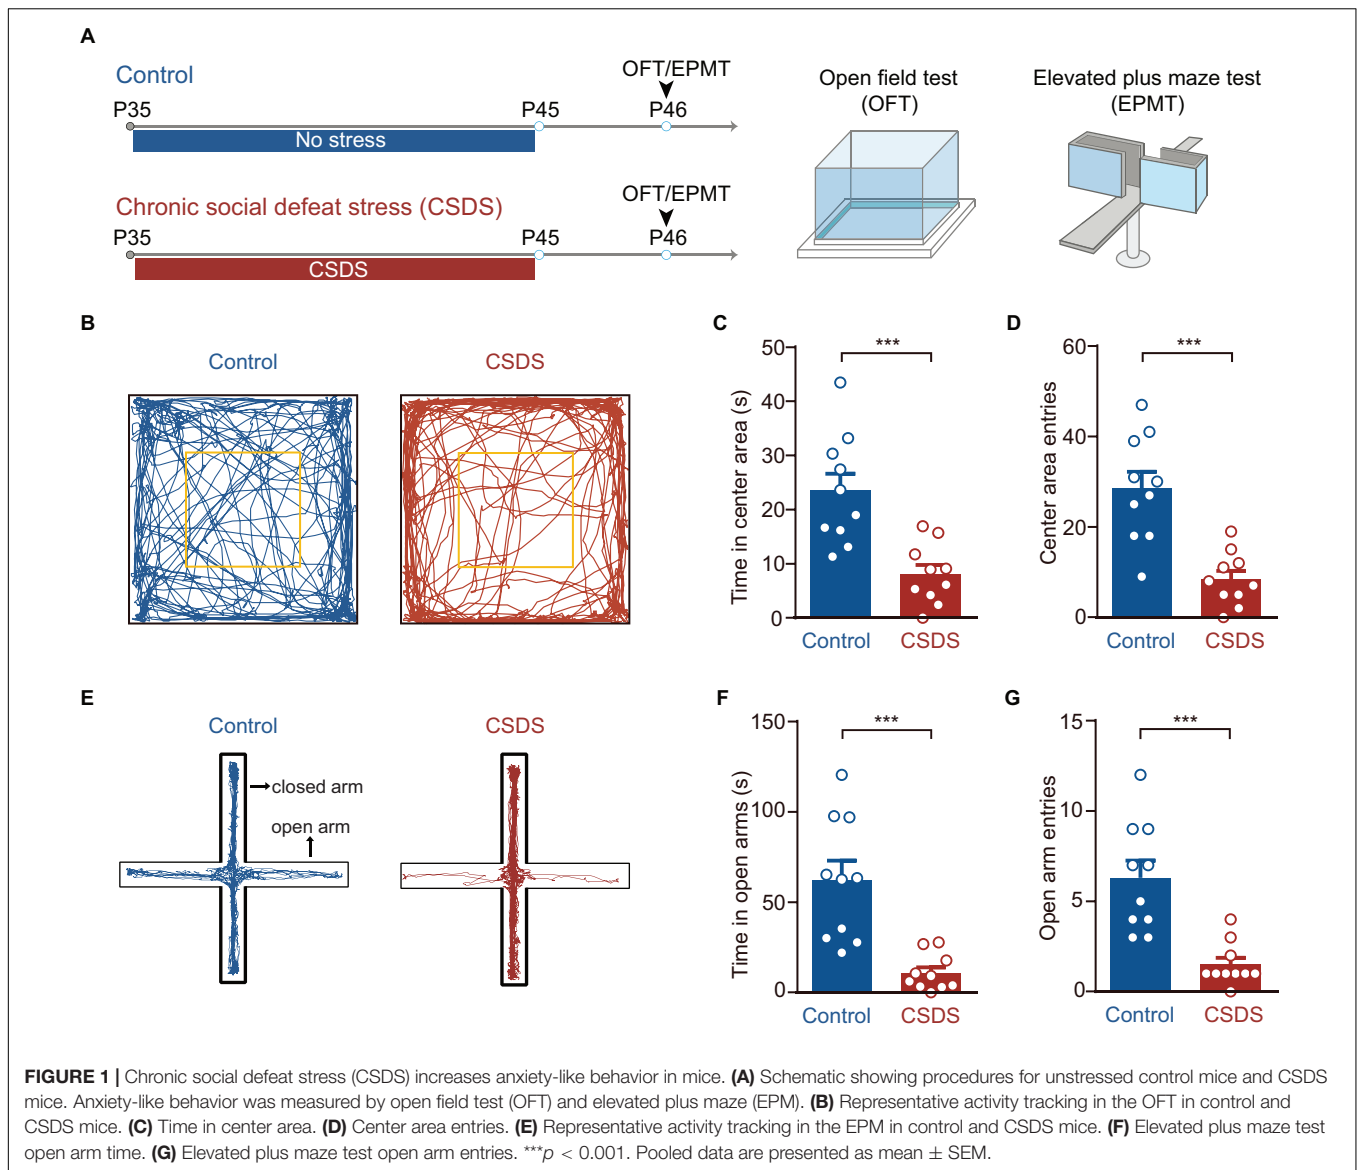 A
Control
OFT/EPMT
P35
P45
P46
No stress
Chronic social defeat stress (CSDS)
OFT/EPMT
P35
P45
P46
CSDS
Open field test
(OFT)
Elevated plus maze test
(EPMT)
B
Control
CSDS
C
Time in center area (s)
50
40
30
20
10
0
***
Control
CSDS
D
Center area entries
60
40
20
0
***
Control
CSDS
E
Control
CSDS
closed arm
open arm
F
Time in open arms (s)
150
100
50
0
***
Control
CSDS
G
Open arm entries
15
10
5
0
***
Control
CSDS
FIGURE 1 | Chronic social defeat stress (CSDS) increases anxiety-like behavior in mice. (A) Schematic showing procedures for unstressed control mice and CSDS
mice. Anxiety-like behavior was measured by open field test (OFT) and elevated plus maze (EPM). (B) Representative activity tracking in the OFT in control and
CSDS mice. (C) Time in center area. (D) Center area entries. (E) Representative activity tracking in the EPM in control and CSDS mice. (F) Elevated plus maze test
open arm time. (G) Elevated plus maze test open arm entries. ***p < 0.001. Pooled data are presented as mean ± SEM.